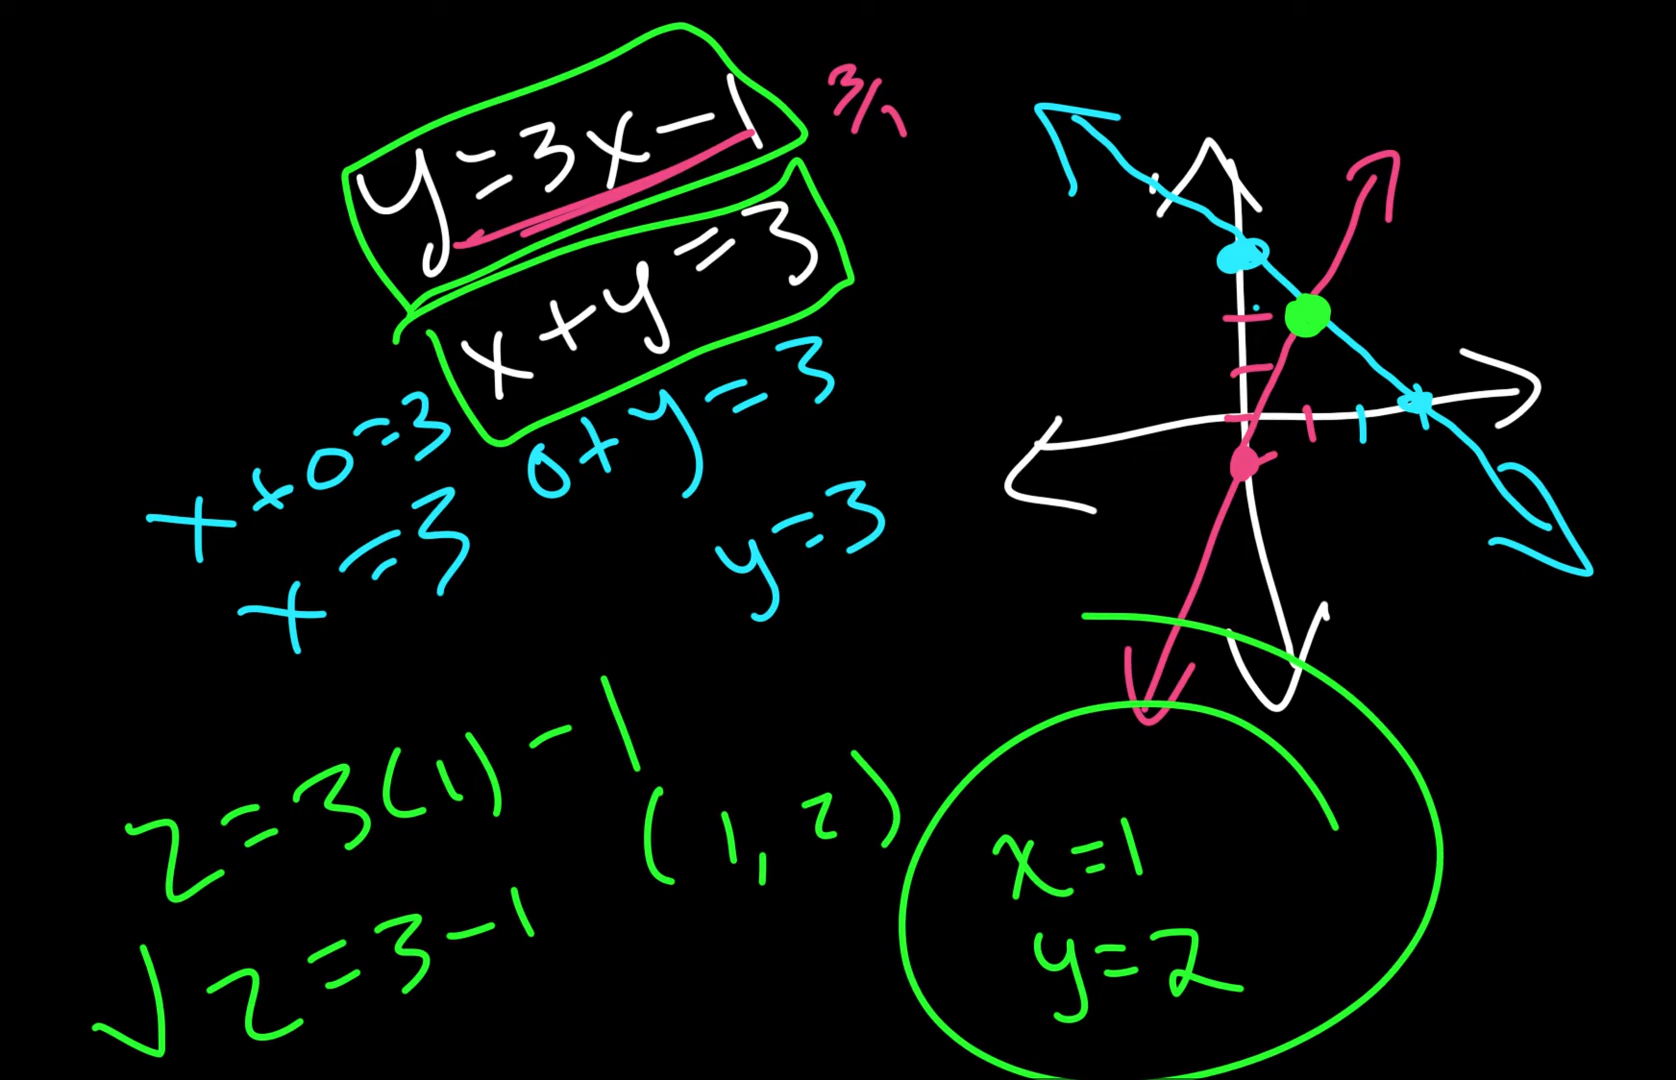 y=3x-1
3/1
x+y=3
x+0=3
0+y=3
x=3
y=3
2=3(1)-1
(1,2)
√2=3-1
x=1
y=2